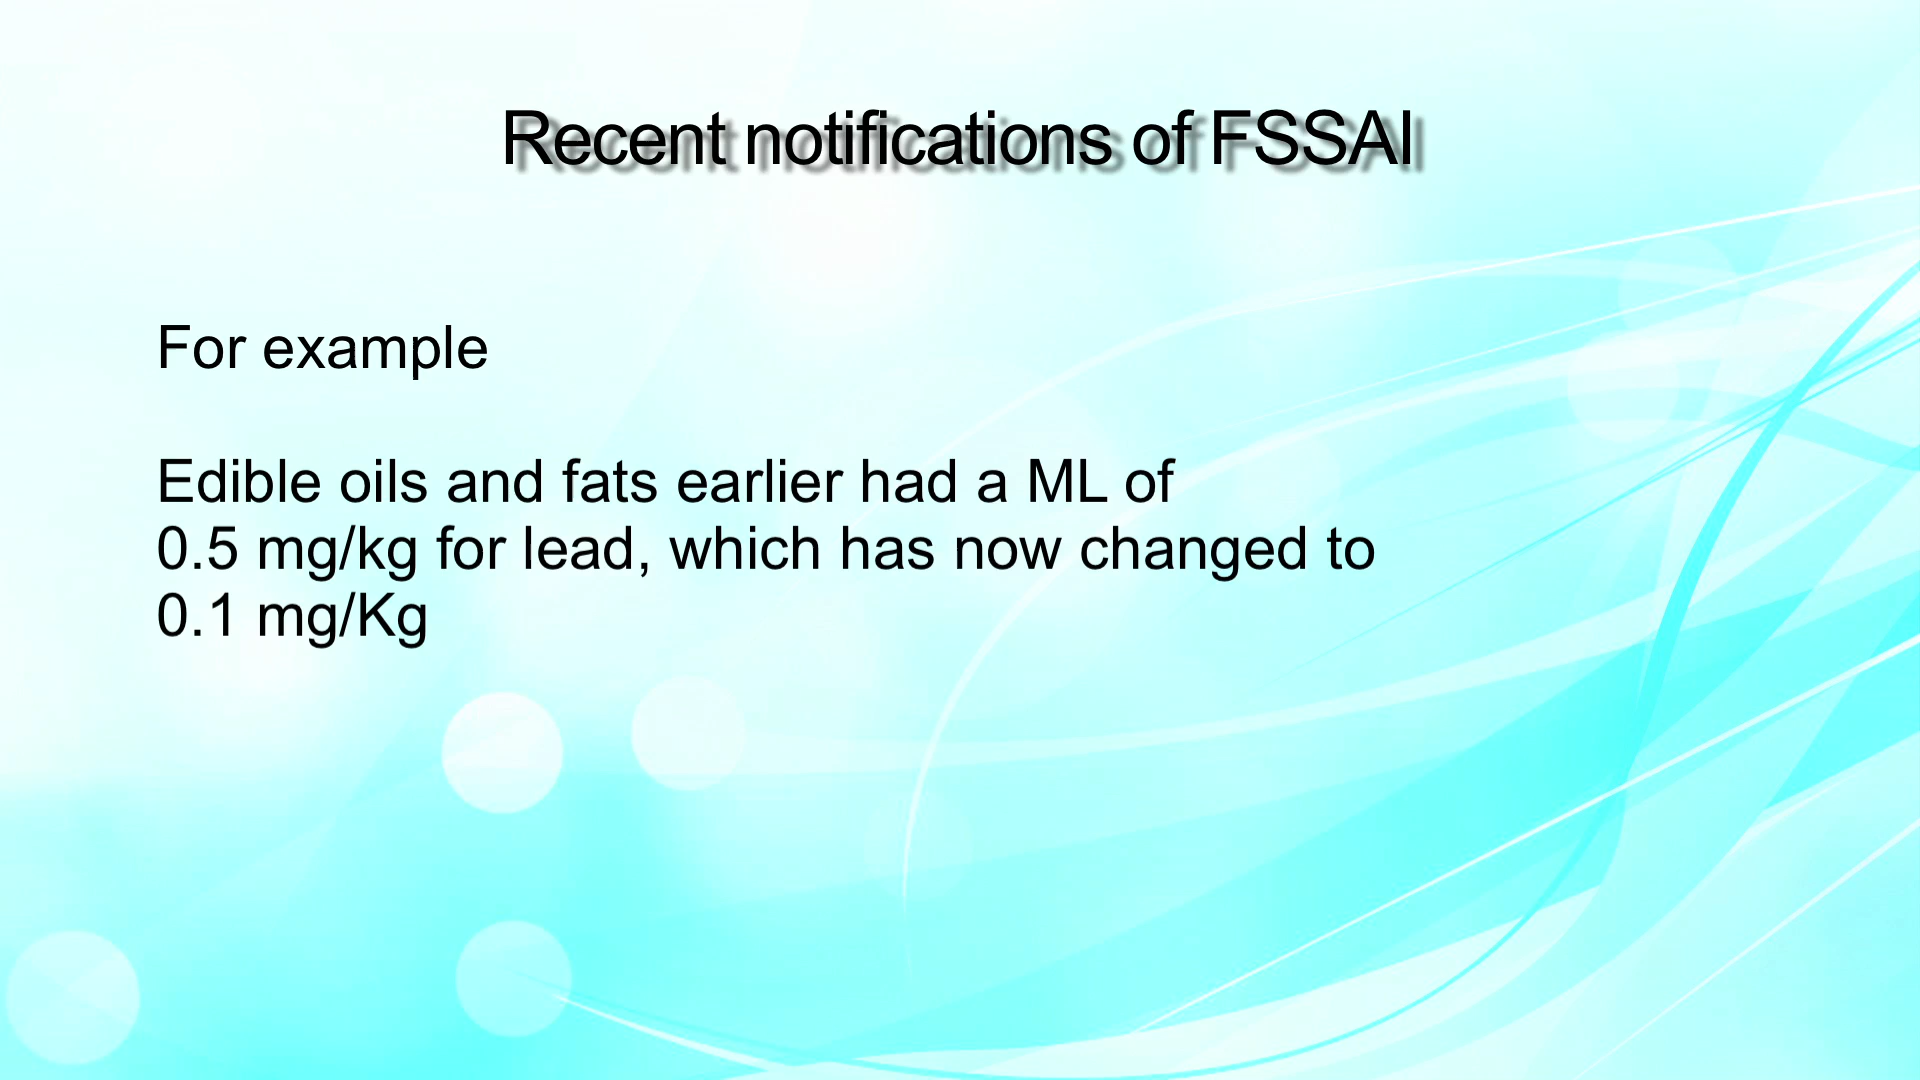 Recent notifications of FSSAI
For example
Edible oils and fats earlier had a ML of
0.5 mg/kg for lead, which has now changed to
0.1 mg/Kg